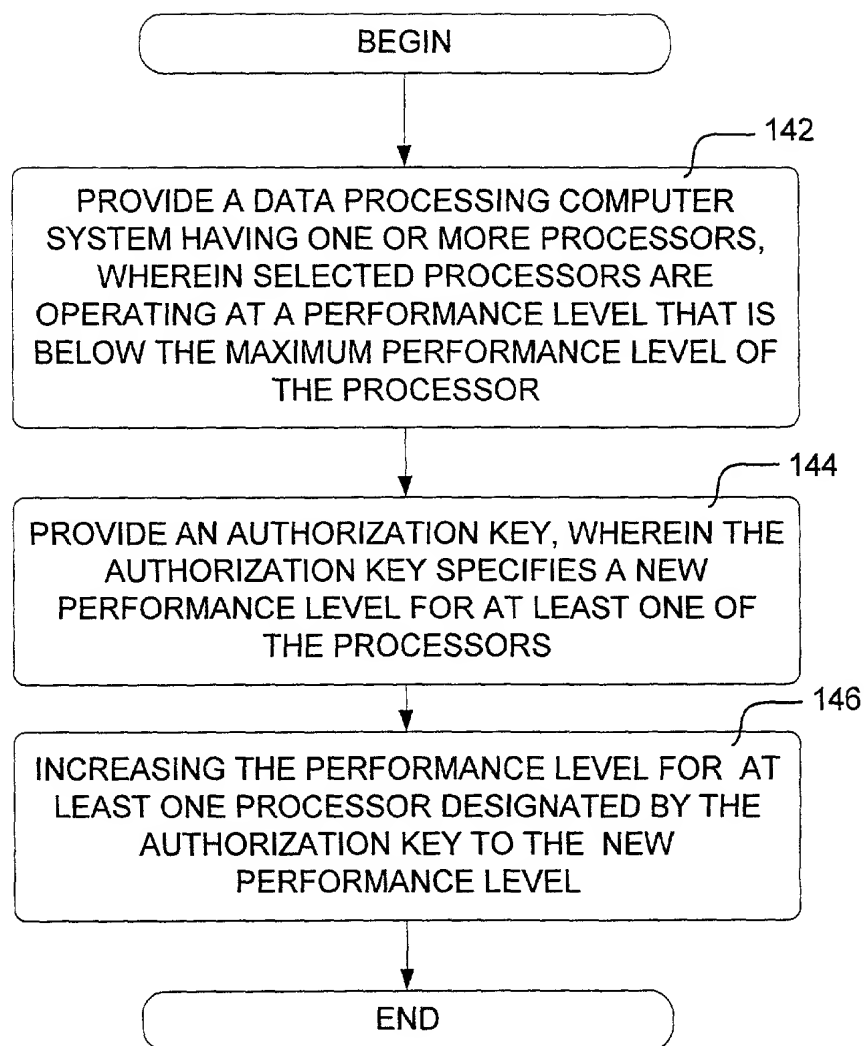 BEGIN
142
PROVIDE A DATA PROCESSING COMPUTER
SYSTEM HAVING ONE OR MORE PROCESSORS,
WHEREIN SELECTED PROCESSORS ARE
OPERATING AT A PERFORMANCE LEVEL THAT IS
BELOW THE MAXIMUM PERFORMANCE LEVEL OF
THE PROCESSOR
144
PROVIDE AN AUTHORIZATION KEY, WHEREIN THE
AUTHORIZATION KEY SPECIFIES A NEW
PERFORMANCE LEVEL FOR AT LEAST ONE OF
THE PROCESSORS
146
INCREASING THE PERFORMANCE LEVEL FOR AT
LEAST ONE PROCESSOR DESIGNATED BY THE
AUTHORIZATION KEY TO THE NEW
PERFORMANCE LEVEL
END